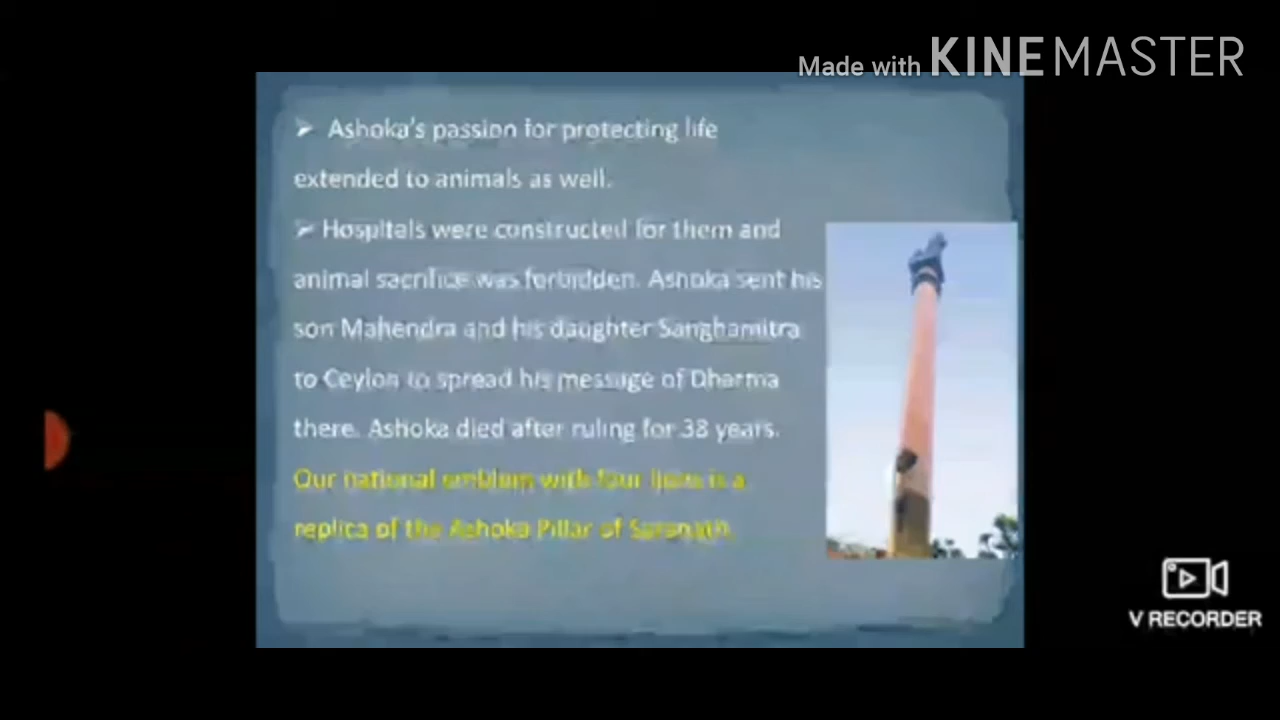 Made with KINEMASTER
➤ Ashoka's passion for protecting life
extended to animals as well.
➤ Hospitals were constructed for them and
animal sacrifice was forbidden. Ashoka sent his
son Mahendra and his daughter Sanghamitra
to Ceylon to spread his message of Dharma
there. Ashoka died after ruling for 38 years.
Our national emblem with four lions is a
replica of the Ashoka Pillar of Saranath.
V RECORDER